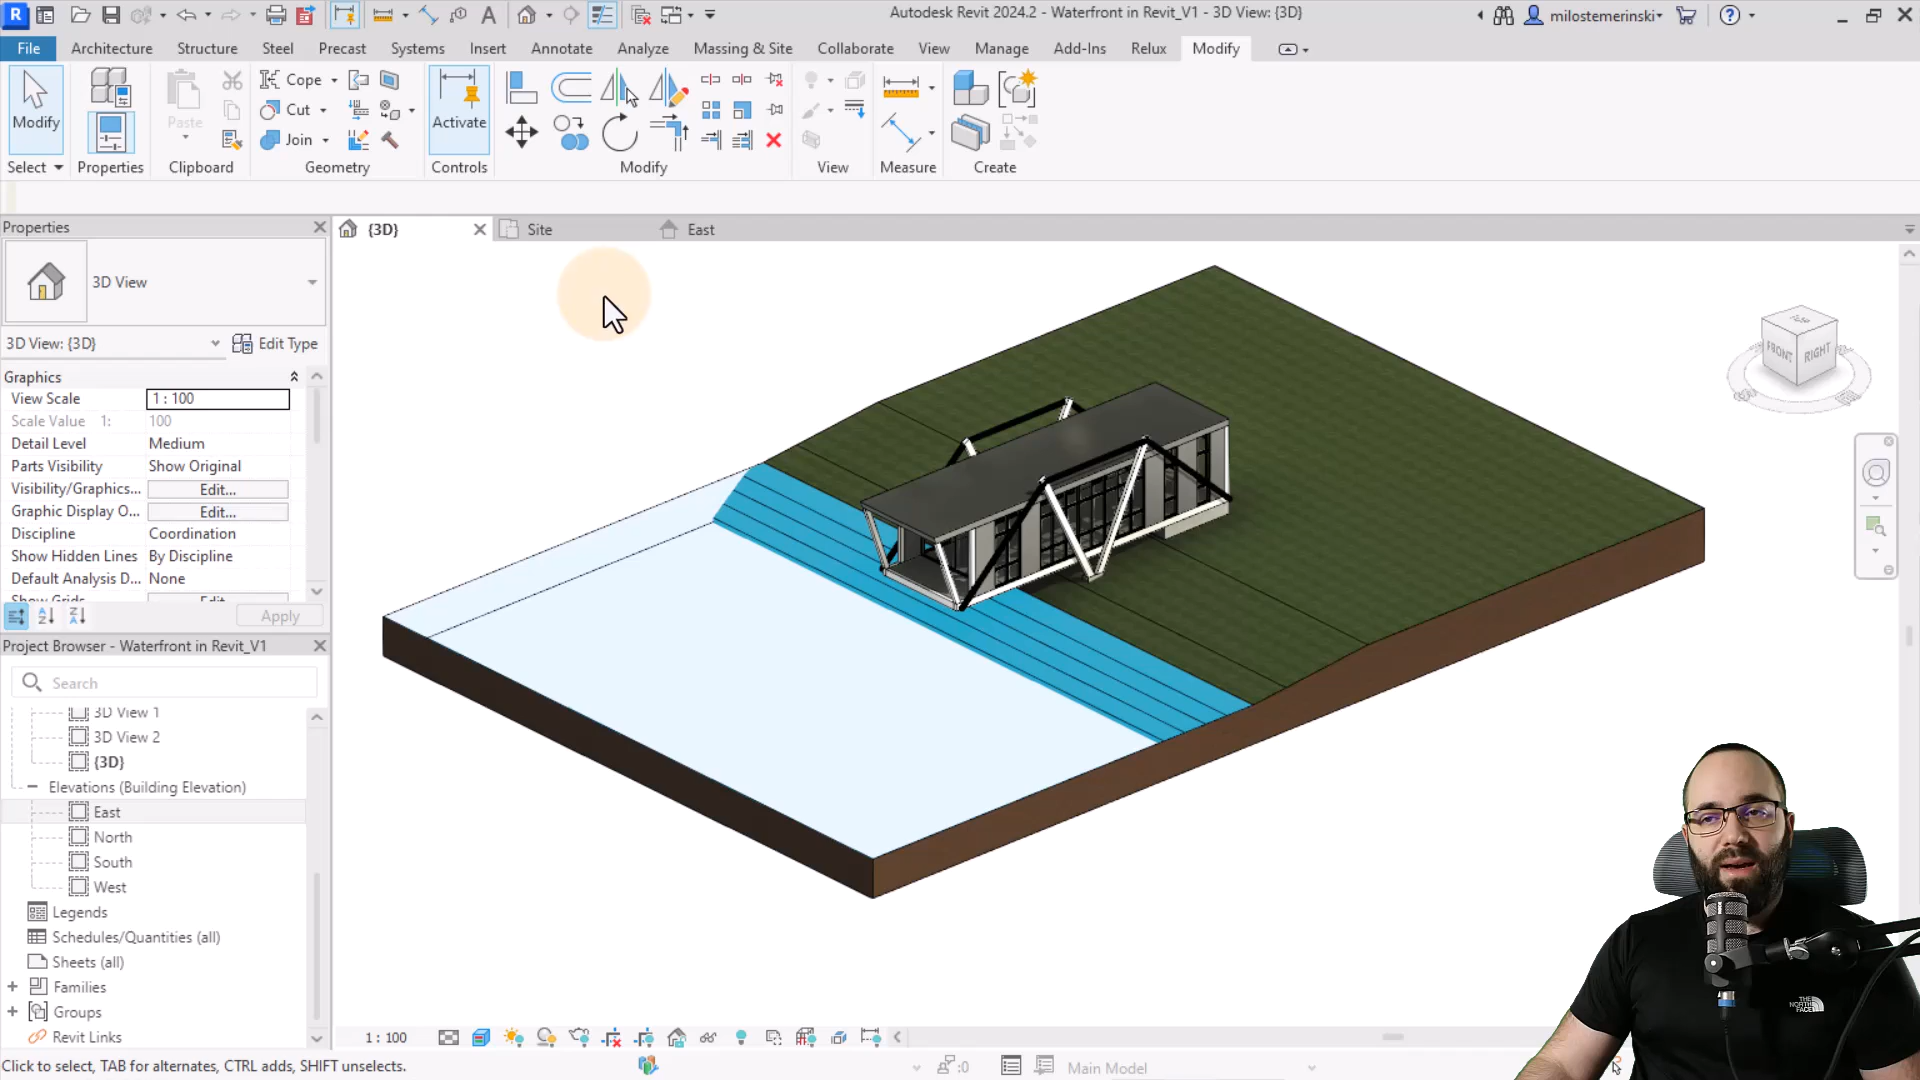 Autodesk Revit 2024.2 - Waterfront in Revit_V1 - 3D View: {3D}
milostemerinski
File Architecture Structure Steel Precast Systems Insert Annotate Analyze Massing & Site Collaborate View Manage Add-Ins Relux Modify
Modify
Paste
Cope
Cut
Join
Activate
Select Properties Clipboard Geometry Controls Modify View Measure Create
Properties
{3D}
Site
East
3D View
3D View: {3D}
Edit Type
Graphics
View Scale 1 : 100
Scale Value 1: 100
Detail Level Medium
Parts Visibility Show Original
Visibility/Graphics... Edit...
Graphic Display O... Edit...
Discipline Coordination
Show Hidden Lines By Discipline
Default Analysis D... None
Apply
Project Browser - Waterfront in Revit_V1
Search
3D View 1
3D View 2
{3D}
Elevations (Building Elevation)
East
North
South
West
Legends
Schedules/Quantities (all)
Sheets (all)
Families
Groups
Revit Links
FRONT
RIGHT
THE
NORTH
FACE
1 : 100
Click to select, TAB for alternates, CTRL adds, SHIFT unselects.
:0
Main Model